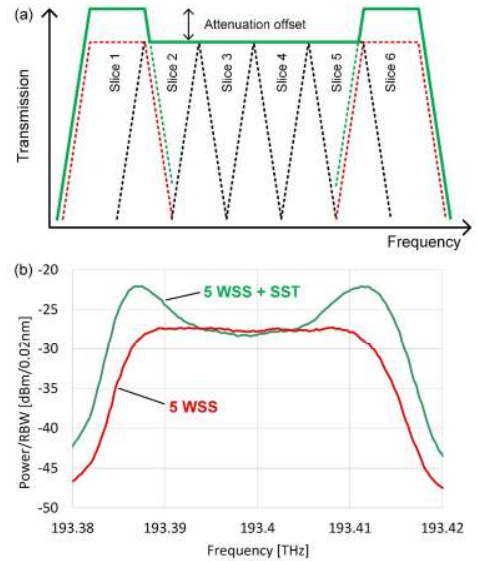 (a)
Attenuation offset
Transmission
Slice 1
Slice 2
Slice 3
Slice 4
Slice 5
Slice 6
Frequency
(b)
-20
5 WSS + SST
-25
-30
-35
5 WSS
-40
-45
-50
Power/RBW [dBm/0.02nm]
193.38 193.39 193.4 193.41 193.42
Frequency [THz]